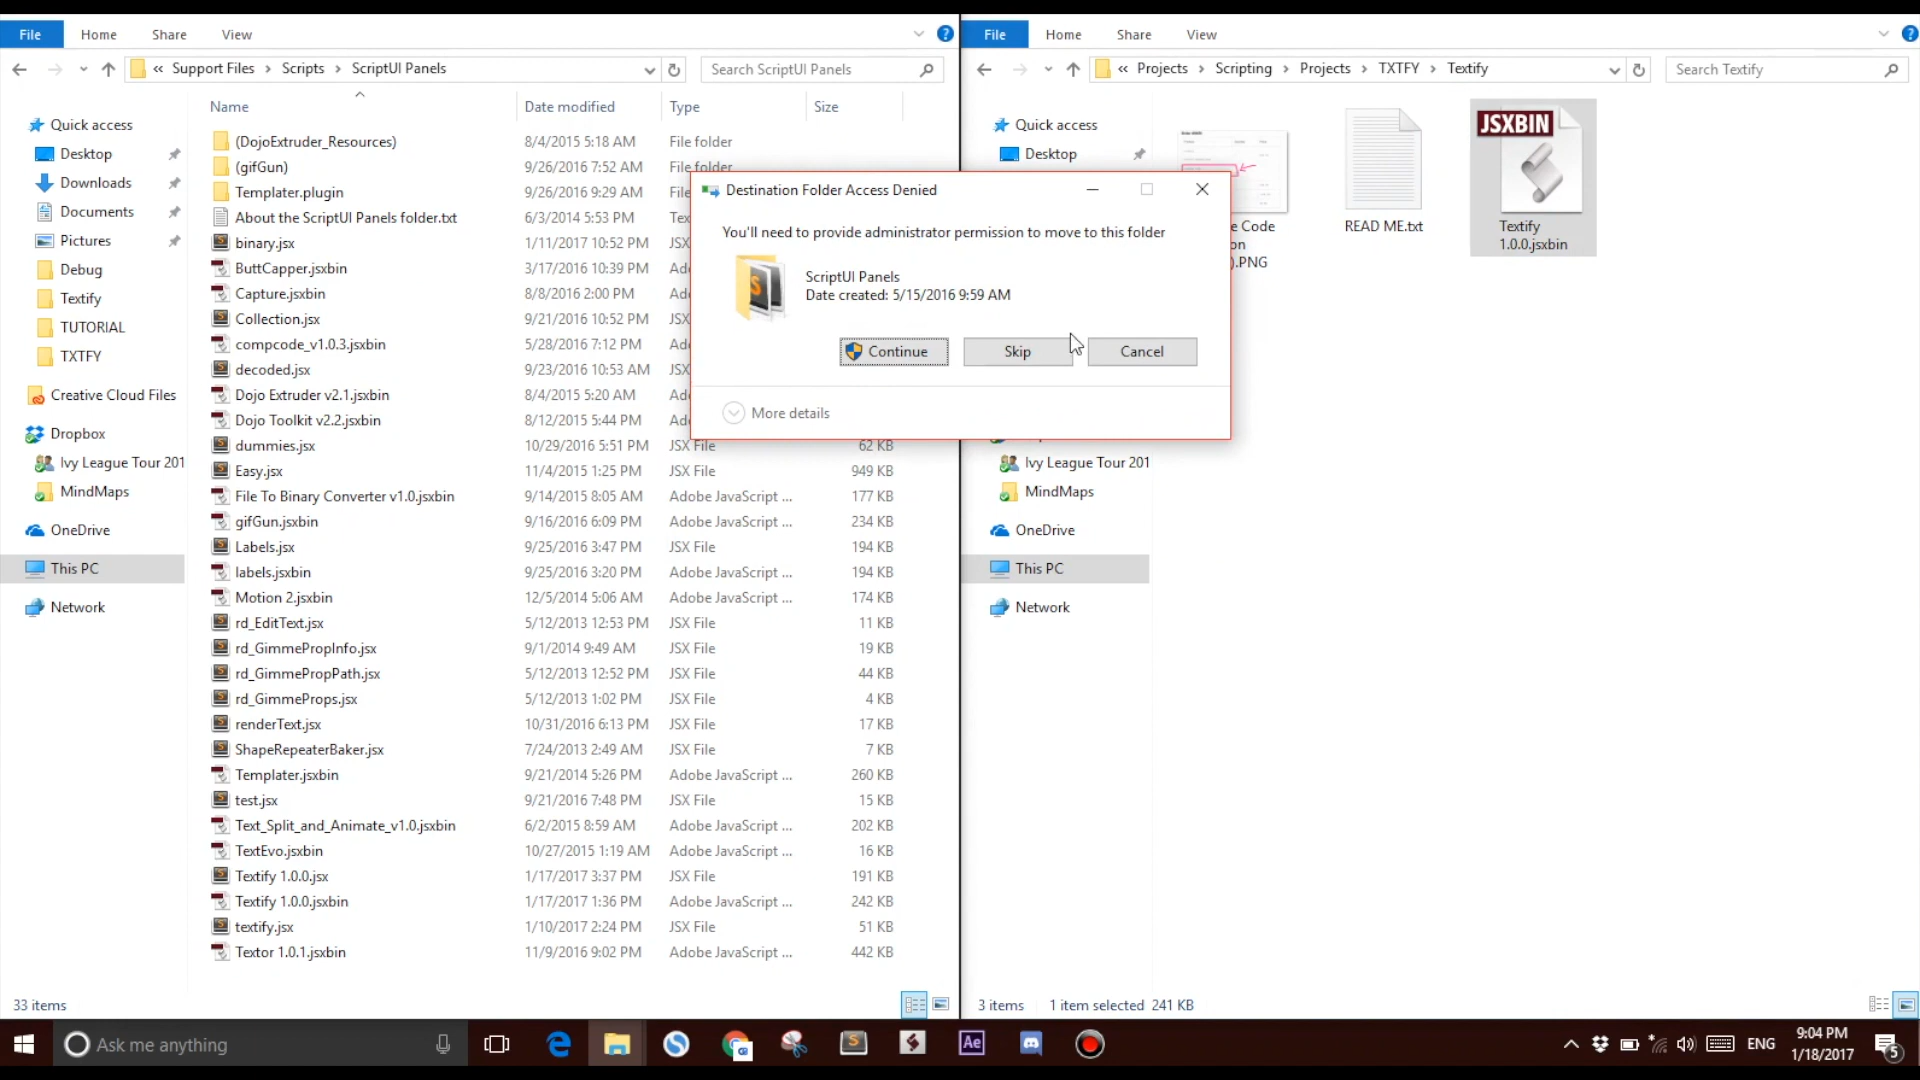 File
Home
Share
View
« Support Files › Scripts › ScriptUI Panels
Search ScriptUI Panels
Name
Date modified
Type
Size
Quick access
Desktop
Downloads
Documents
Pictures
Debug
Textify
TUTORIAL
TXTFY
Creative Cloud Files
Dropbox
Ivy League Tour 201
MindMaps
OneDrive
This PC
Network
(DojoExtruder_Resources) 8/4/2015 5:18 AM File folder
(gifGun) 9/26/2016 7:52 AM File folder
Templater.plugin 9/26/2016 9:29 AM
About the ScriptUI Panels folder.txt 6/3/2014 5:53 PM
binary.jsx 1/11/2017 10:52 PM
ButtCapper.jsxbin 3/17/2016 10:39 PM
Capture.jsxbin 8/8/2016 2:00 PM
Collection.jsx 9/21/2016 10:52 PM
compcode_v1.0.3.jsxbin 5/28/2016 7:12 PM
decoded.jsx 9/23/2016 10:53 AM
Dojo Extruder v2.1.jsxbin 8/4/2015 5:20 AM
Dojo Toolkit v2.2.jsxbin 8/12/2015 5:44 PM
dummies.jsx 10/29/2016 5:51 PM JSX File 62 KB
Easy.jsx 11/4/2015 1:25 PM JSX File 949 KB
File To Binary Converter v1.0.jsxbin 9/14/2015 8:05 AM Adobe JavaScript ... 177 KB
gifGun.jsxbin 9/16/2016 6:09 PM Adobe JavaScript ... 234 KB
Labels.jsx 9/25/2016 3:47 PM JSX File 194 KB
labels.jsxbin 9/25/2016 3:20 PM Adobe JavaScript ... 194 KB
Motion 2.jsxbin 12/5/2014 5:06 AM Adobe JavaScript ... 174 KB
rd_EditText.jsx 5/12/2013 12:53 PM JSX File 11 KB
rd_GimmePropInfo.jsx 9/1/2014 9:49 AM JSX File 19 KB
rd_GimmePropPath.jsx 5/12/2013 12:52 PM JSX File 44 KB
rd_GimmeProps.jsx 5/12/2013 1:02 PM JSX File 4 KB
renderText.jsx 10/31/2016 6:13 PM JSX File 17 KB
ShapeRepeaterBaker.jsx 7/24/2013 2:49 AM JSX File 7 KB
Templater.jsxbin 9/21/2014 5:26 PM Adobe JavaScript ... 260 KB
test.jsx 9/21/2016 7:48 PM JSX File 15 KB
Text_Split_and_Animate_v1.0.jsxbin 6/2/2015 8:59 AM Adobe JavaScript ... 202 KB
TextEvo.jsxbin 10/27/2015 1:19 AM Adobe JavaScript ... 16 KB
Textify 1.0.0.jsx 1/17/2017 3:37 PM JSX File 191 KB
Textify 1.0.0.jsxbin 1/17/2017 1:36 PM Adobe JavaScript ... 242 KB
textify.jsx 1/10/2017 2:24 PM JSX File 51 KB
Textor 1.0.1.jsxbin 11/9/2016 9:02 PM Adobe JavaScript ... 442 KB
33 items
Destination Folder Access Denied
You'll need to provide administrator permission to move to this folder
ScriptUI Panels
Date created: 5/15/2016 9:59 AM
Continue
Skip
Cancel
More details
File
Home
Share
View
« Projects › Scripting › Projects › TXTFY › Textify
Search Textify
Quick access
Desktop
Ivy League Tour 201
MindMaps
OneDrive
This PC
Network
Code
.PNG
READ ME.txt
JSXBIN
Textify
1.0.0.jsxbin
3 items 1 item selected 241 KB
Ask me anything
Ae
ENG
9:04 PM
1/18/2017
5